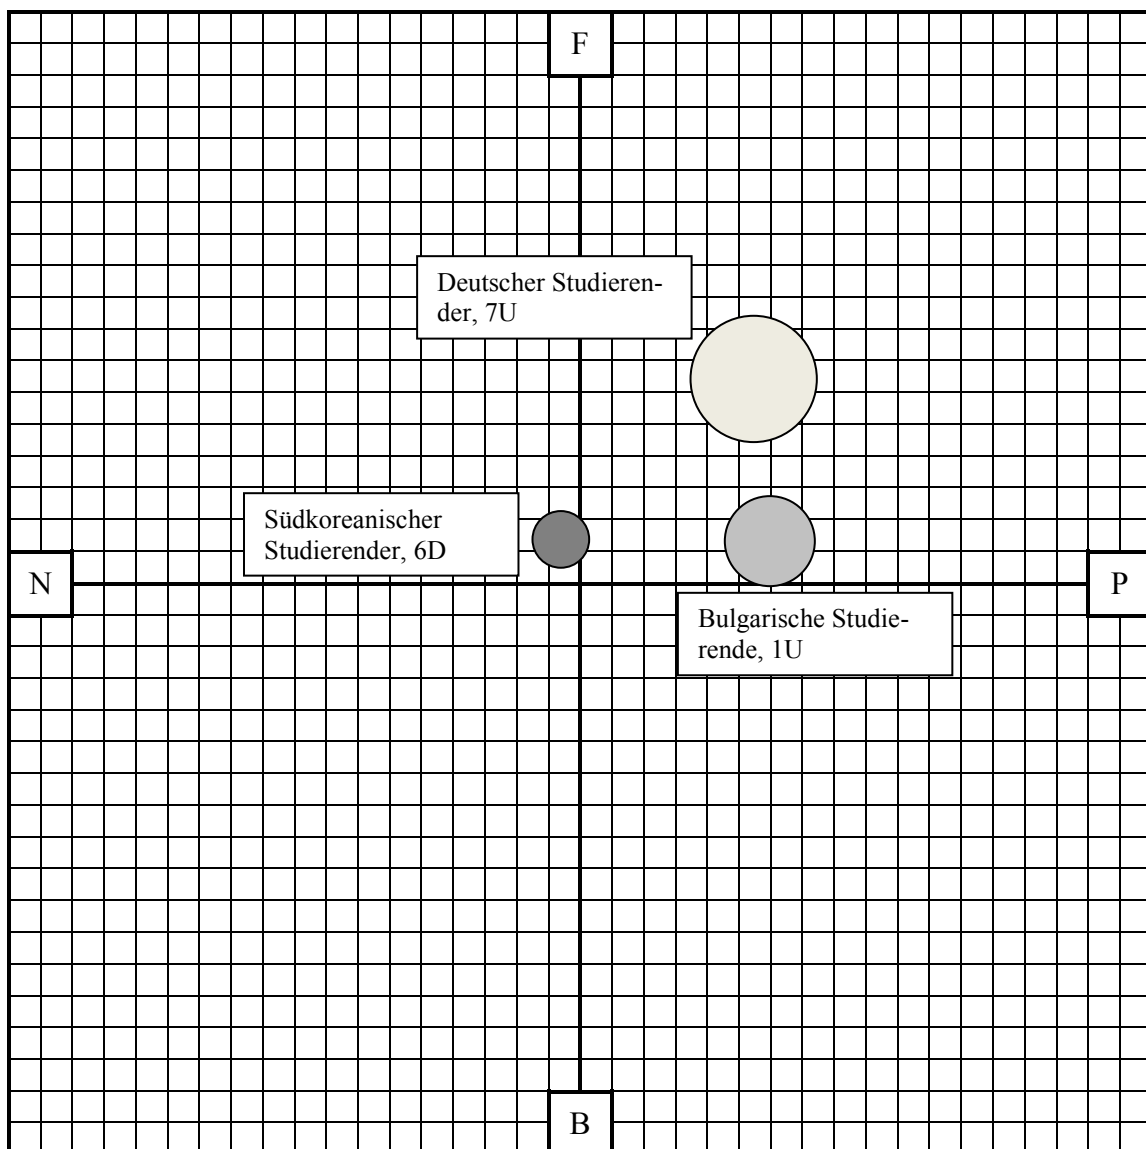 F
Deutscher Studieren-
der, 7U
Südkoreanischer
Studierender, 6D
N
P
Bulgarische Studie-
rende, 1U
B